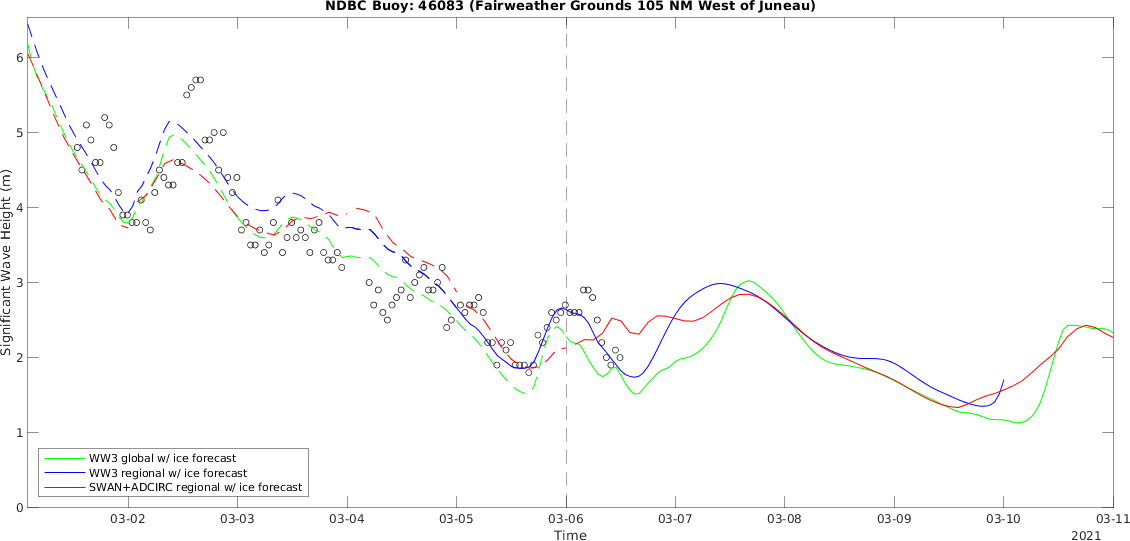 NDBC Buoy: 46083 (Fairweather Grounds 105 NM West of Juneau)
Significant Wave Height (m)
6
5
4
3
2
1
0
WW3 global w/ ice forecast
WW3 regional w/ ice forecast
SWAN+ADCIRC regional w/ ice forecast
03-02 03-03 03-04 03-05 03-06 03-07 03-08 03-09 03-10 03-11
Time
2021